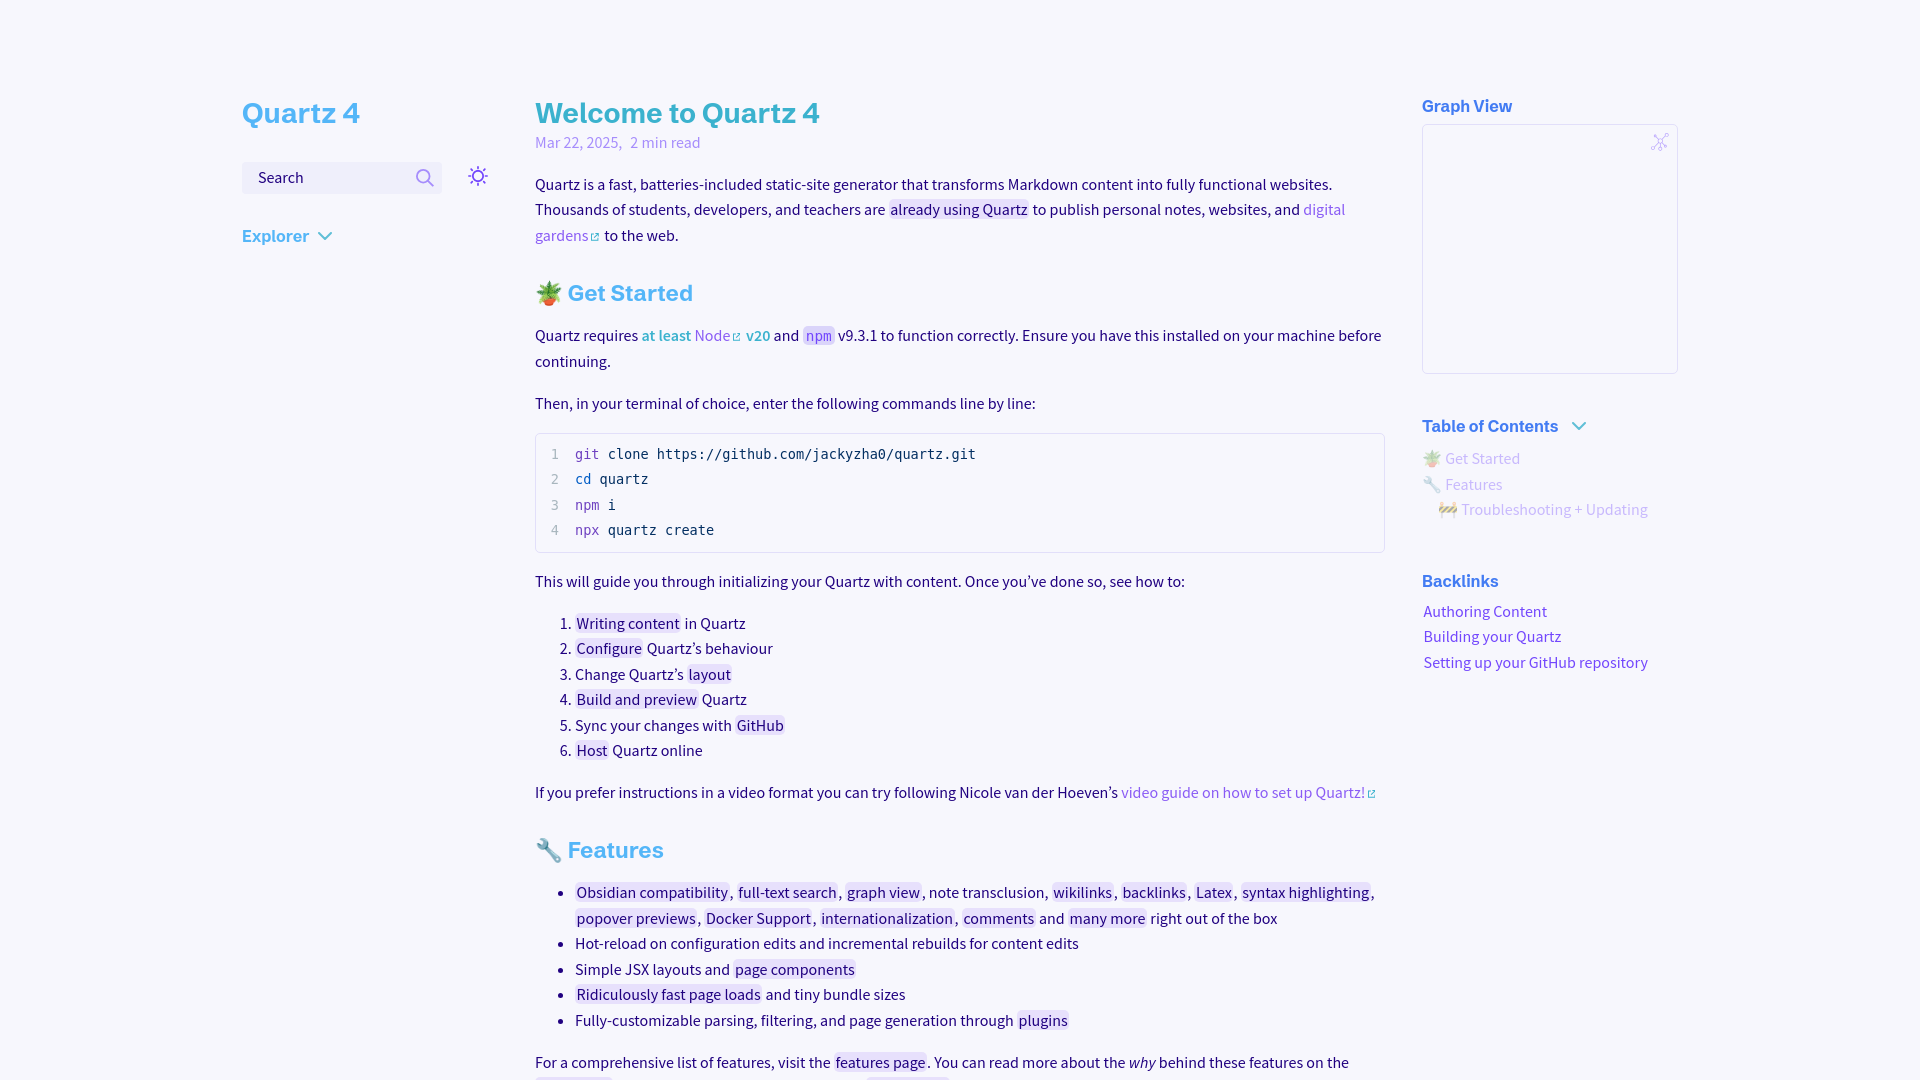 Quartz 4
Search
Explorer
Welcome to Quartz 4
Mar 22, 2025, 2 min read
Quartz is a fast, batteries-included static-site generator that transforms Markdown content into fully functional websites.
Thousands of students, developers, and teachers are already using Quartz to publish personal notes, websites, and digital
gardens to the web.
🪴 Get Started
Quartz requires at least Node v20 and npm v9.3.1 to function correctly. Ensure you have this installed on your machine before
continuing.
Then, in your terminal of choice, enter the following commands line by line:
1 git clone https://github.com/jackyzha0/quartz.git
2 cd quartz
3 npm i
4 npx quartz create
This will guide you through initializing your Quartz with content. Once you’ve done so, see how to:
1. Writing content in Quartz
2. Configure Quartz’s behaviour
3. Change Quartz’s layout
4. Build and preview Quartz
5. Sync your changes with GitHub
6. Host Quartz online
If you prefer instructions in a video format you can try following Nicole van der Hoeven’s video guide on how to set up Quartz!
🔧 Features
• Obsidian compatibility, full-text search, graph view, note transclusion, wikilinks, backlinks, Latex, syntax highlighting,
popover previews, Docker Support, internationalization, comments and many more right out of the box
• Hot-reload on configuration edits and incremental rebuilds for content edits
• Simple JSX layouts and page components
• Ridiculously fast page loads and tiny bundle sizes
• Fully-customizable parsing, filtering, and page generation through plugins
For a comprehensive list of features, visit the features page. You can read more about the why behind these features on the
Graph View
Table of Contents
🪴 Get Started
🔧 Features
🚧 Troubleshooting + Updating
Backlinks
Authoring Content
Building your Quartz
Setting up your GitHub repository